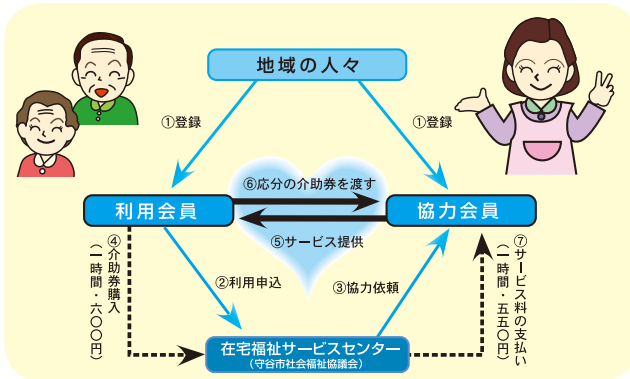 地域の人々
①登録
①登録
⑥応分の介助券を渡す
利用会員
協力会員
⑤サービス提供
④介助券購入
（一時間・六〇〇円）
②利用申込
③協力依頼
⑦サービス料の支払い
（一時間・五五〇円）
在宅福祉サービスセンター
（守谷市社会福祉協議会）